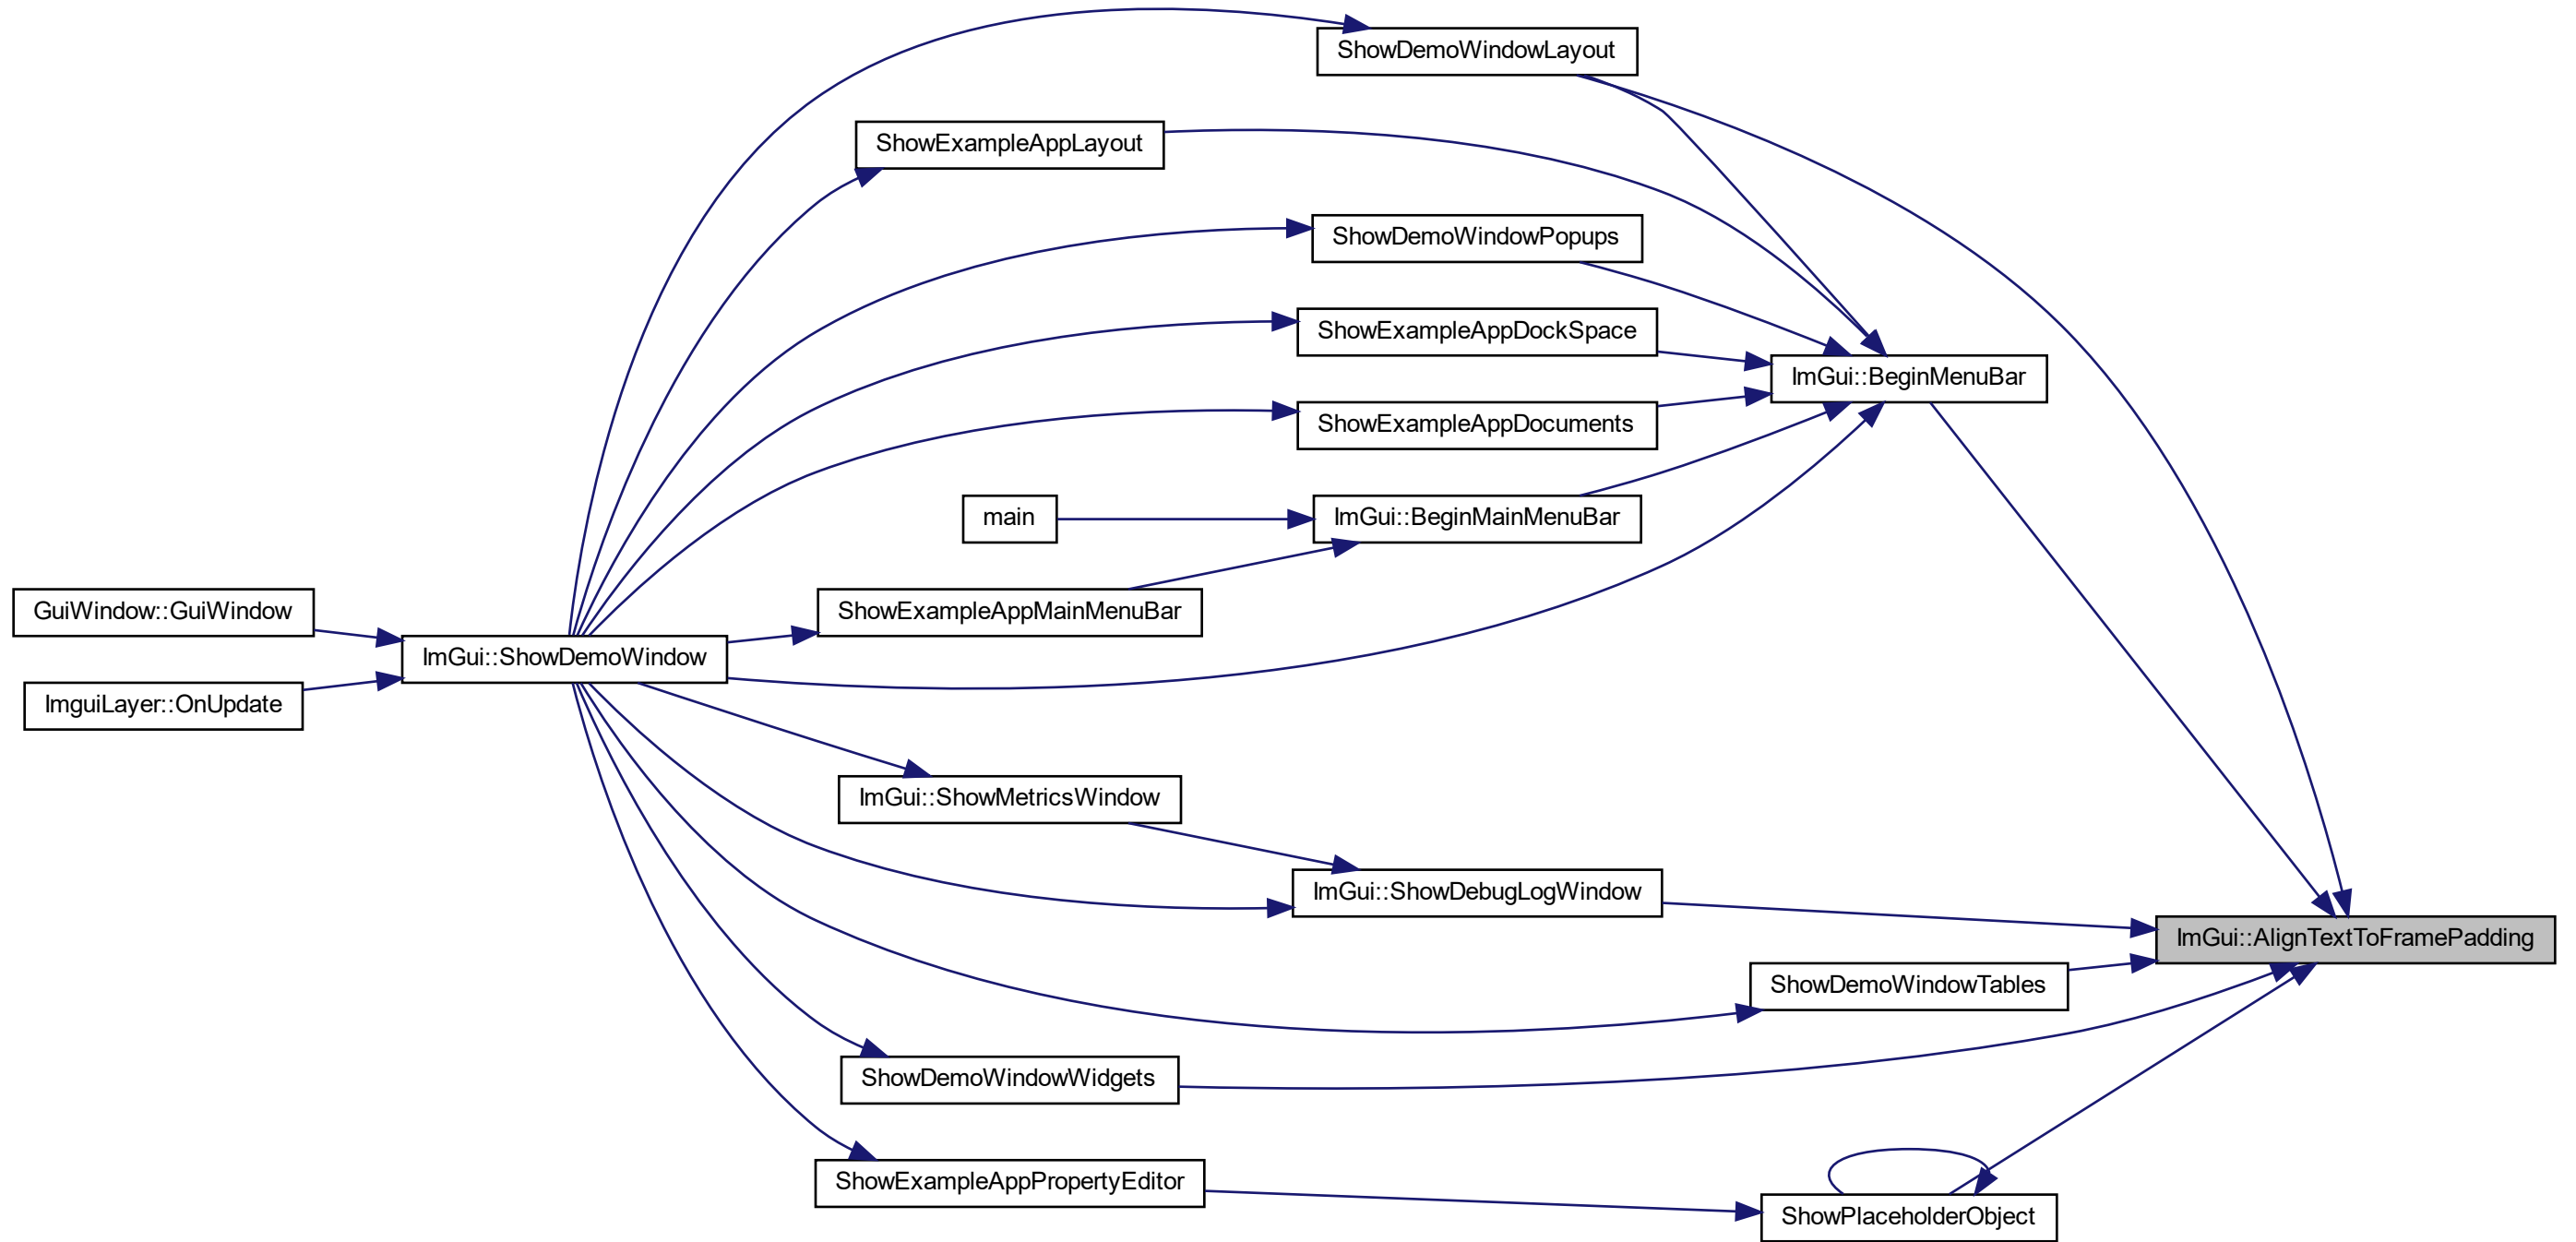 ShowDemoWindowLayout
ShowExampleAppLayout
ShowDemoWindowPopups
ShowExampleAppDockSpace
ImGui::BeginMenuBar
ShowExampleAppDocuments
main
ImGui::BeginMainMenuBar
GuiWindow::GuiWindow
ShowExampleAppMainMenuBar
ImGui::ShowDemoWindow
ImguiLayer::OnUpdate
ImGui::ShowMetricsWindow
ImGui::ShowDebugLogWindow
ImGui::AlignTextToFramePadding
ShowDemoWindowTables
ShowDemoWindowWidgets
ShowExampleAppPropertyEditor
ShowPlaceholderObject